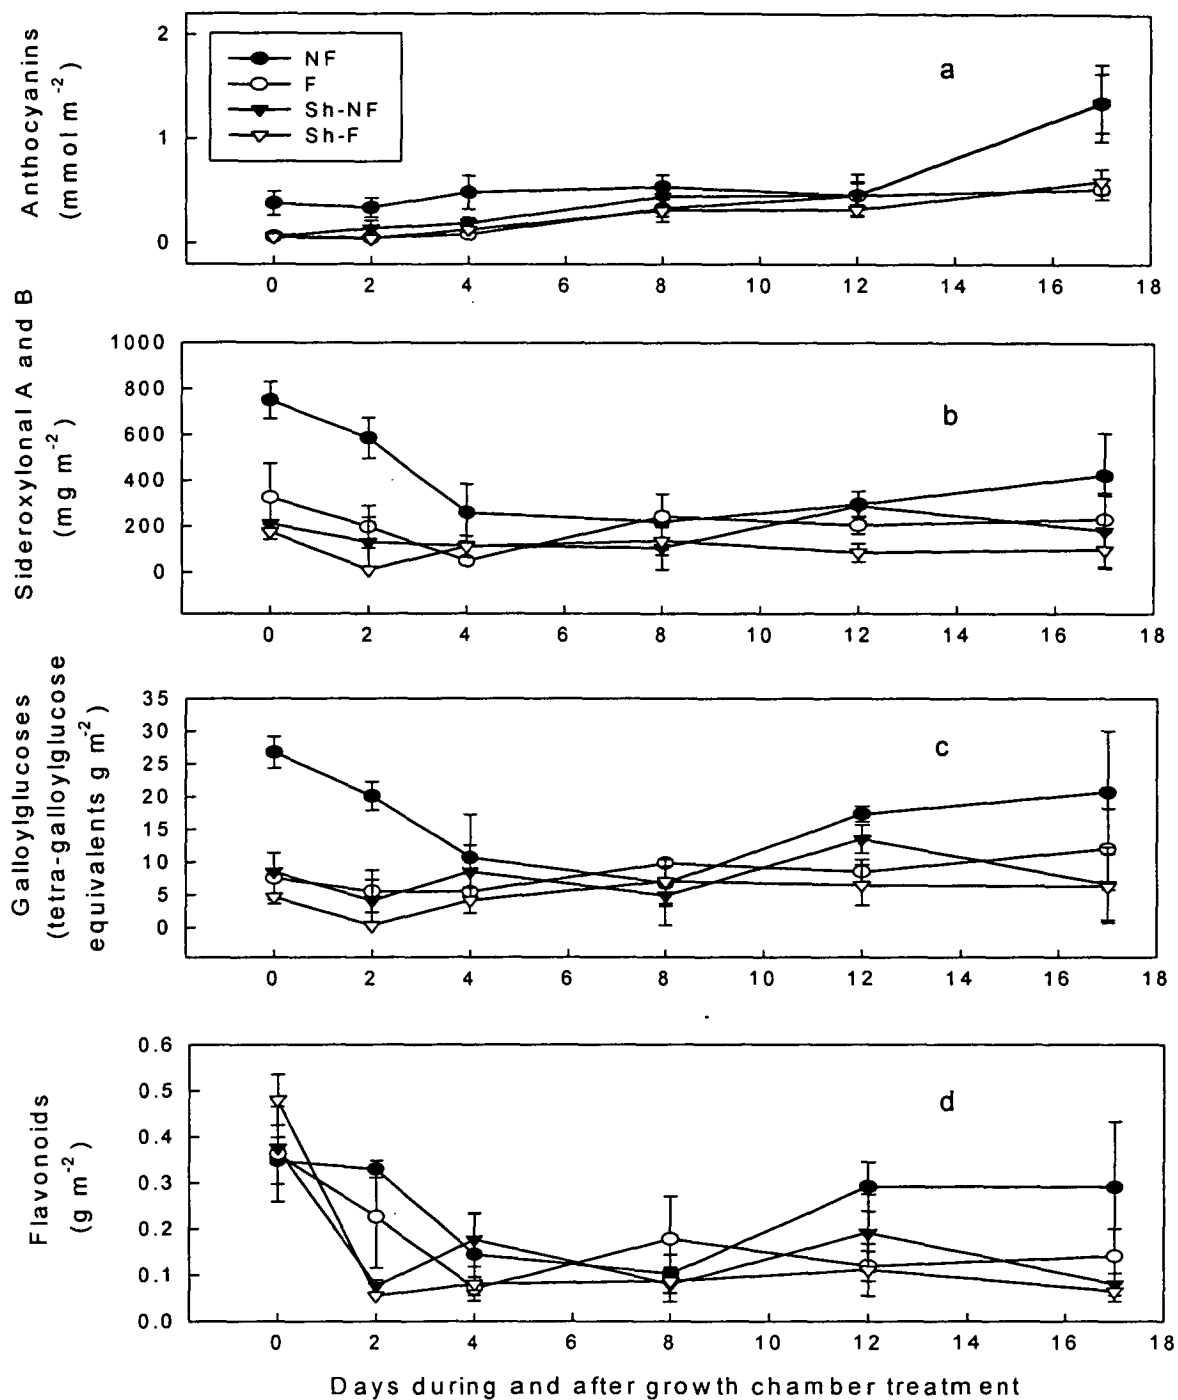 Anthocyanins
(mmol m-2)
2
1
0
NF
F
Sh-NF
Sh-F
a
0 2 4 6 8 10 12 14 16 18
Sideroxylonal A and B
(mg m-2)
1000
800
600
400
200
0
b
0 2 4 6 8 10 12 14 16 18
Galloylglucoses
(tetra-galloylglucose
equivalents g m-2)
35
30
25
20
15
10
5
0
c
0 2 4 6 8 10 12 14 16 18
Flavonoids
(g m-2)
0.6
0.5
0.4
0.3
0.2
0.1
0.0
d
0 2 4 6 8 10 12 14 16 18
Days during and after growth chamber treatment